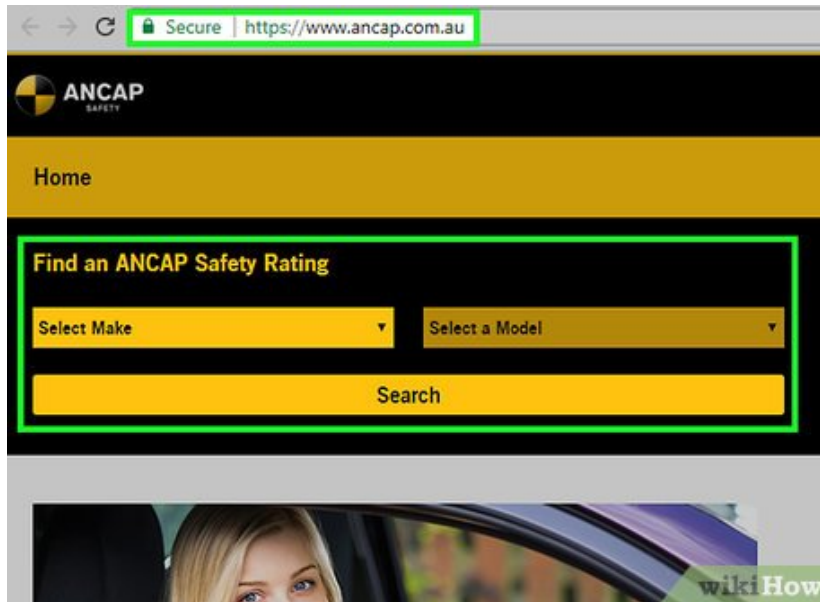 Secure | https://www.ancap.com.au
ANCAP
SAFETY
Home
Find an ANCAP Safety Rating
Select Make
Select a Model
Search
wikiHow